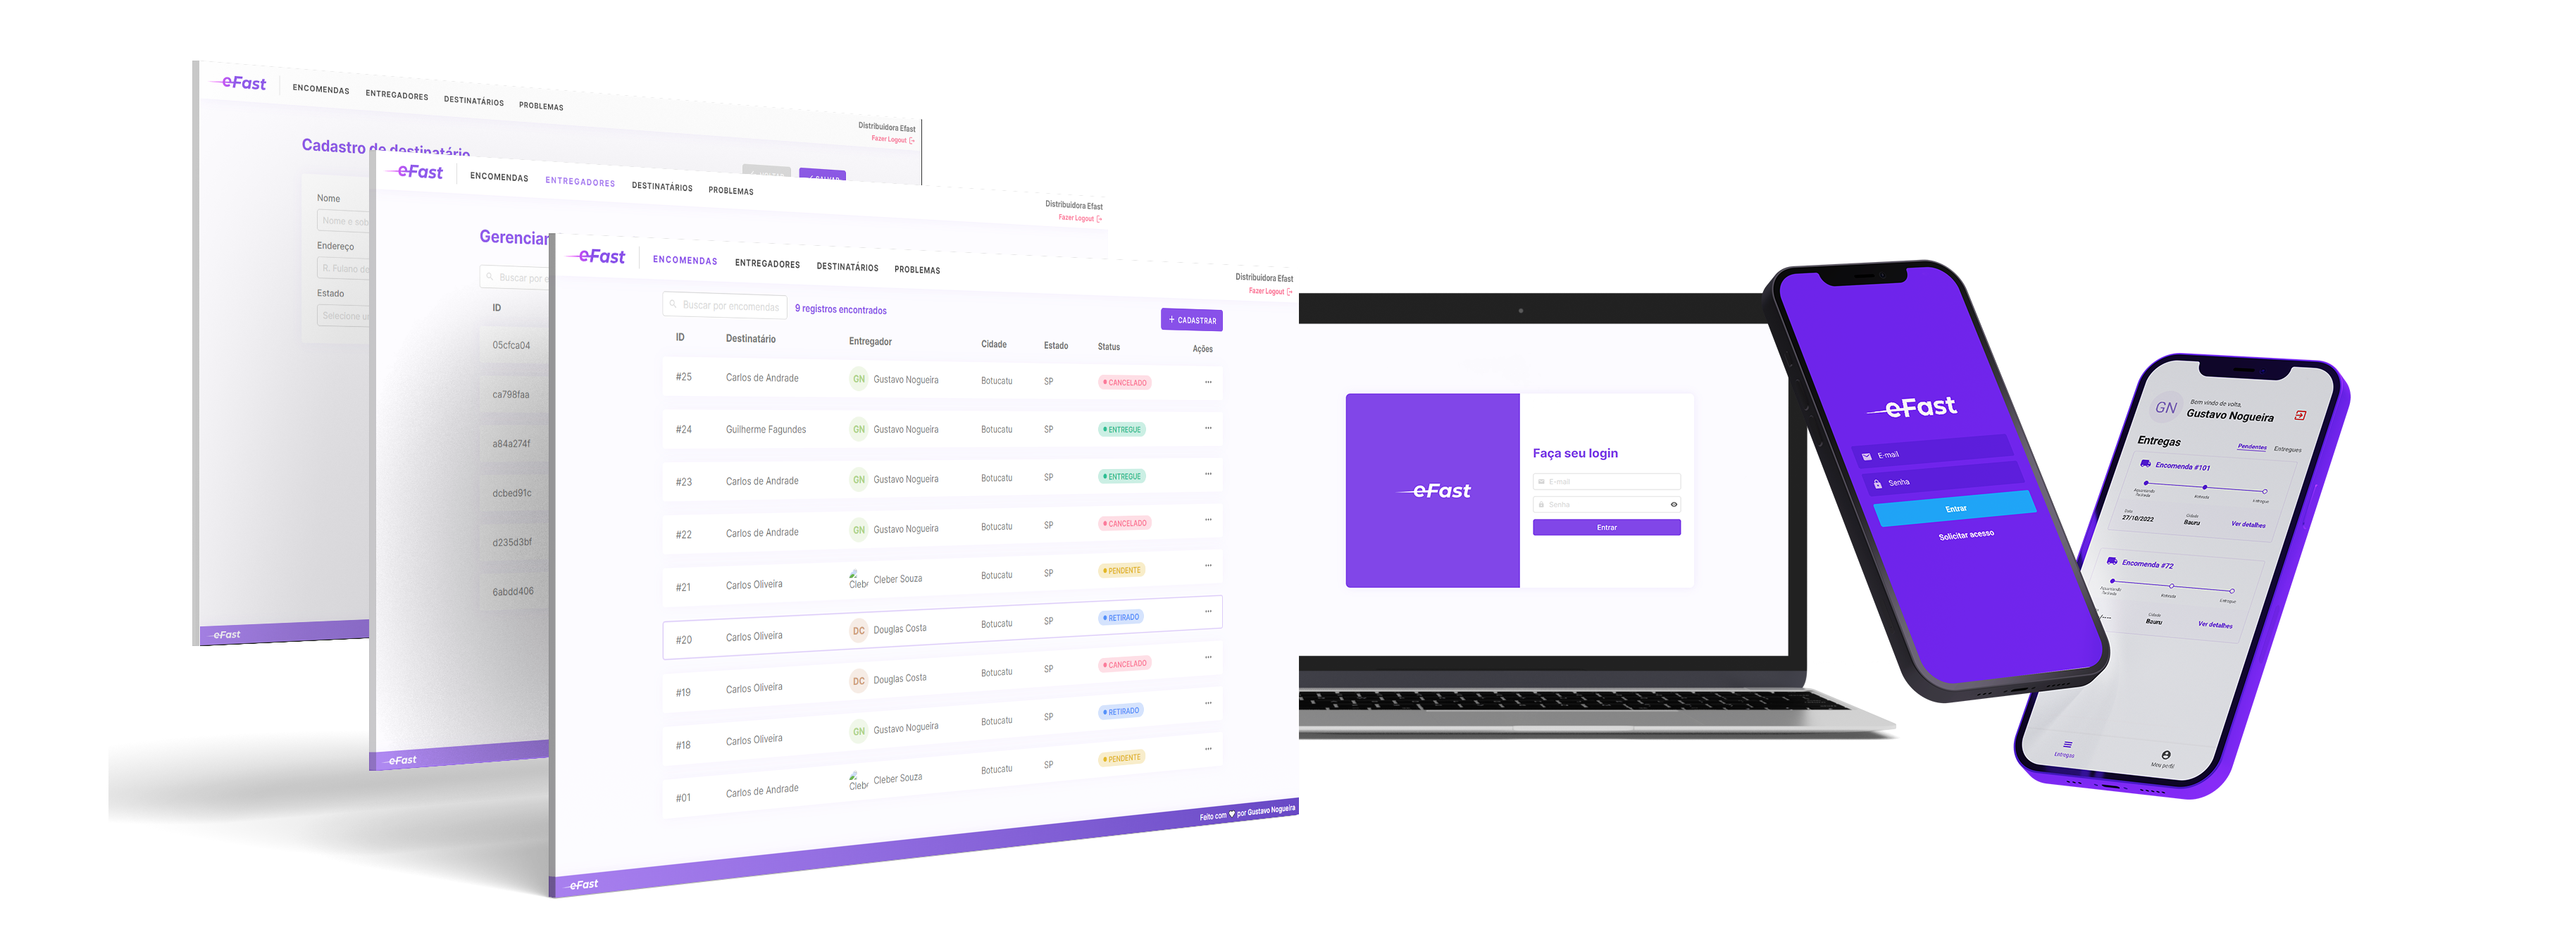 eFast ENCOMENDAS ENTREGADORES DESTINATÁRIOS PROBLEMAS
Distribuidora Efast
Fazer Logout
Cadastro de destinatário
Nome
Nome e sob
Endereço
R. Fulano de
Estado
Selecione u
eFast
eFast ENCOMENDAS ENTREGADORES DESTINATÁRIOS PROBLEMAS
Distribuidora Efast
Fazer Logout
Gerencian
Buscar por e
ID
05cfca04
ca798faa
a84a274f
dcbed91c
d235d3bf
6abdd406
eFast
eFast ENCOMENDAS ENTREGADORES DESTINATÁRIOS PROBLEMAS
Distribuidora Efast
Fazer Logout
Buscar por encomendas 9 registros encontrados + CADASTRAR
ID Destinatário Entregador Cidade Estado Status Ações
#25 Carlos de Andrade GN Gustavo Nogueira Botucatu SP CANCELADO ...
#24 Guilherme Fagundes GN Gustavo Nogueira Botucatu SP ENTREGUE ...
#23 Carlos de Andrade GN Gustavo Nogueira Botucatu SP ENTREGUE ...
#22 Carlos de Andrade GN Gustavo Nogueira Botucatu SP CANCELADO ...
#21 Carlos Oliveira Clebe Cleber Souza Botucatu SP PENDENTE ...
#20 Carlos Oliveira DC Douglas Costa Botucatu SP RETIRADO ...
#19 Carlos Oliveira DC Douglas Costa Botucatu SP CANCELADO ...
#18 Carlos Oliveira GN Gustavo Nogueira Botucatu SP RETIRADO ...
#01 Carlos de Andrade Clebe Cleber Souza Botucatu SP PENDENTE ...
Feito com ♥ por Gustavo Nogueira
eFast
eFast
Faça seu login
E-mail
Senha
Entrar
eFast
E-mail
Senha
Entrar
Solicitar acesso
GN
Bem vindo de volta,
Gustavo Nogueira
Entregas
Pendentes Entregues
Encomenda #101
Aguardando Retirada
Retirada
Entregue
Data
27/10/2022
Cidade
Bauru
Ver detalhes
Encomenda #72
Aguardando Retirada
Retirada
Entregue
Cidade
Bauru
Ver detalhes
Entregas
Meu perfil